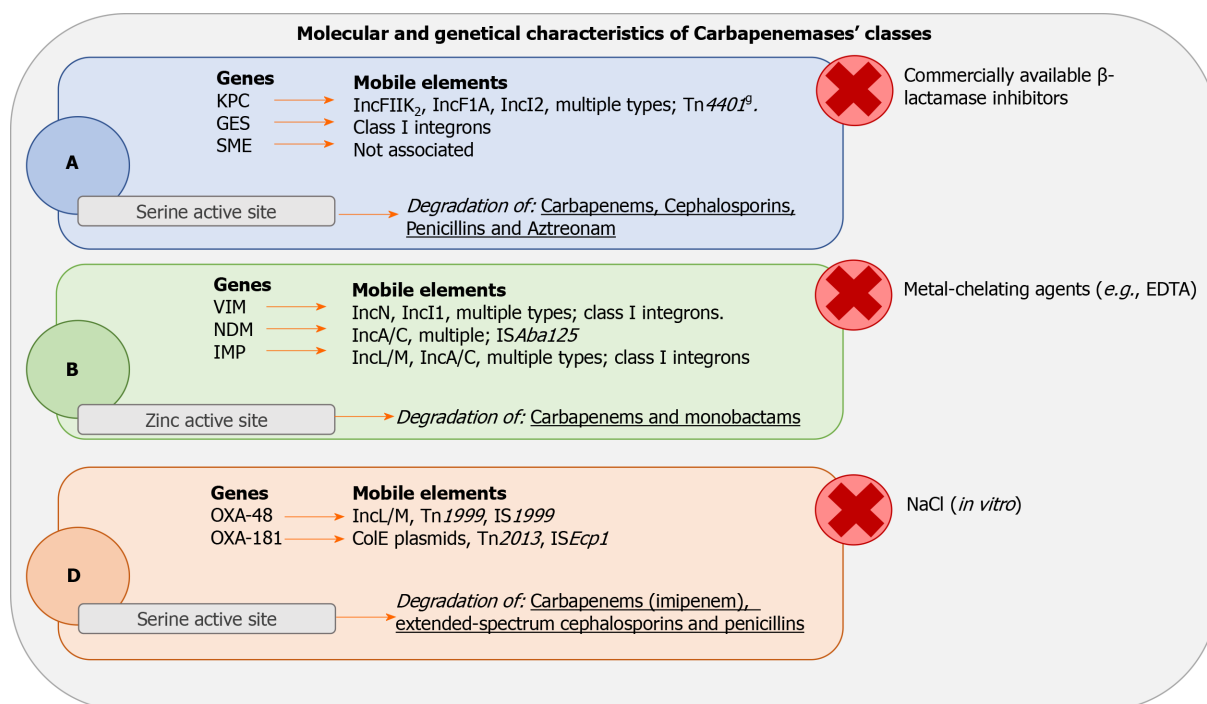 Molecular and genetical characteristics of Carbapenemases’ classes
Genes
Mobile elements
KPC
IncFIIK2, IncF1A, IncI2, multiple types; Tn4401g.
GES
Class I integrons
SME
Not associated
A
Serine active site
Degradation of: Carbapenems, Cephalosporins,
Penicillins and Aztreonam
Commercially available β-
lactamase inhibitors
Genes
Mobile elements
VIM
IncN, IncI1, multiple types; class I integrons.
NDM
IncA/C, multiple; ISAba125
IMP
IncL/M, IncA/C, multiple types; class I integrons
B
Zinc active site
Degradation of: Carbapenems and monobactams
Metal-chelating agents (e.g., EDTA)
Genes
Mobile elements
OXA-48
IncL/M, Tn1999, IS1999
OXA-181
ColE plasmids, Tn2013, ISEcp1
D
Serine active site
Degradation of: Carbapenems (imipenem),
extended-spectrum cephalosporins and penicillins
NaCl (in vitro)